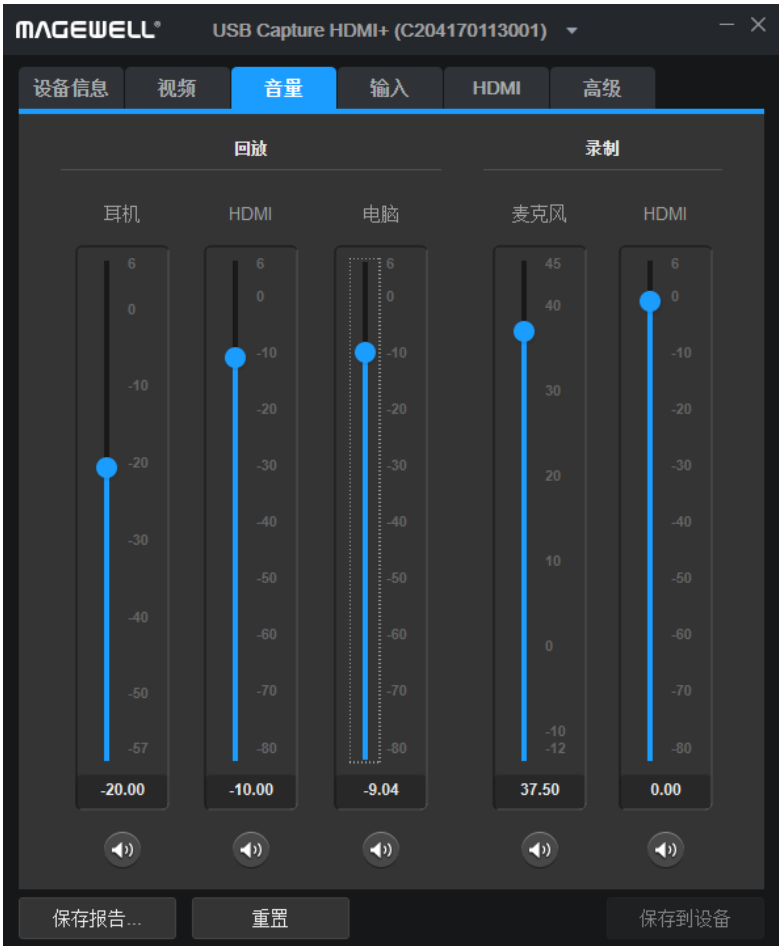 MAGEWELL® USB Capture HDMI+ (C204170113001)
设备信息 视频 音量 输入 HDMI 高级
回放 录制
耳机 HDMI 电脑 麦克风 HDMI
6 6 6 45 6
0 0 0 40 0
-10 -10 -10 30 -10
-20 -20 -20 20 -20
-30 -30 -30 10 -30
-40 -40 -40 0 -40
-50 -50 -50 -10 -50
-57 -60 -60 -12 -60
-70 -70 -70
-80 -80 -80
-20.00 -10.00 -9.04 37.50 0.00
保存报告... 重置 保存到设备